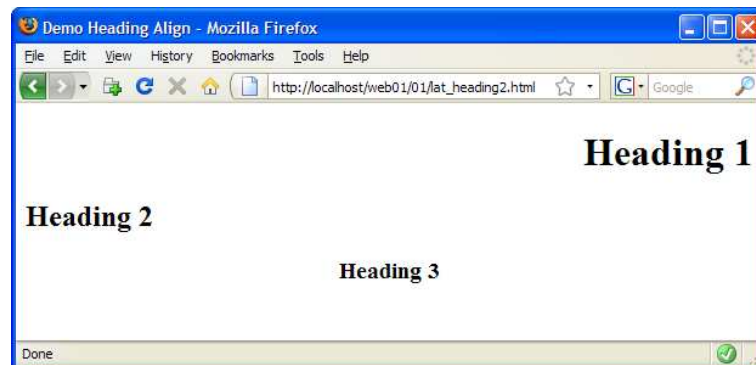 Demo Heading Align - Mozilla Firefox
File Edit View History Bookmarks Tools Help
http://localhost/web01/01/lat_heading2.html G Google
Heading 1
Heading 2
Heading 3
Done